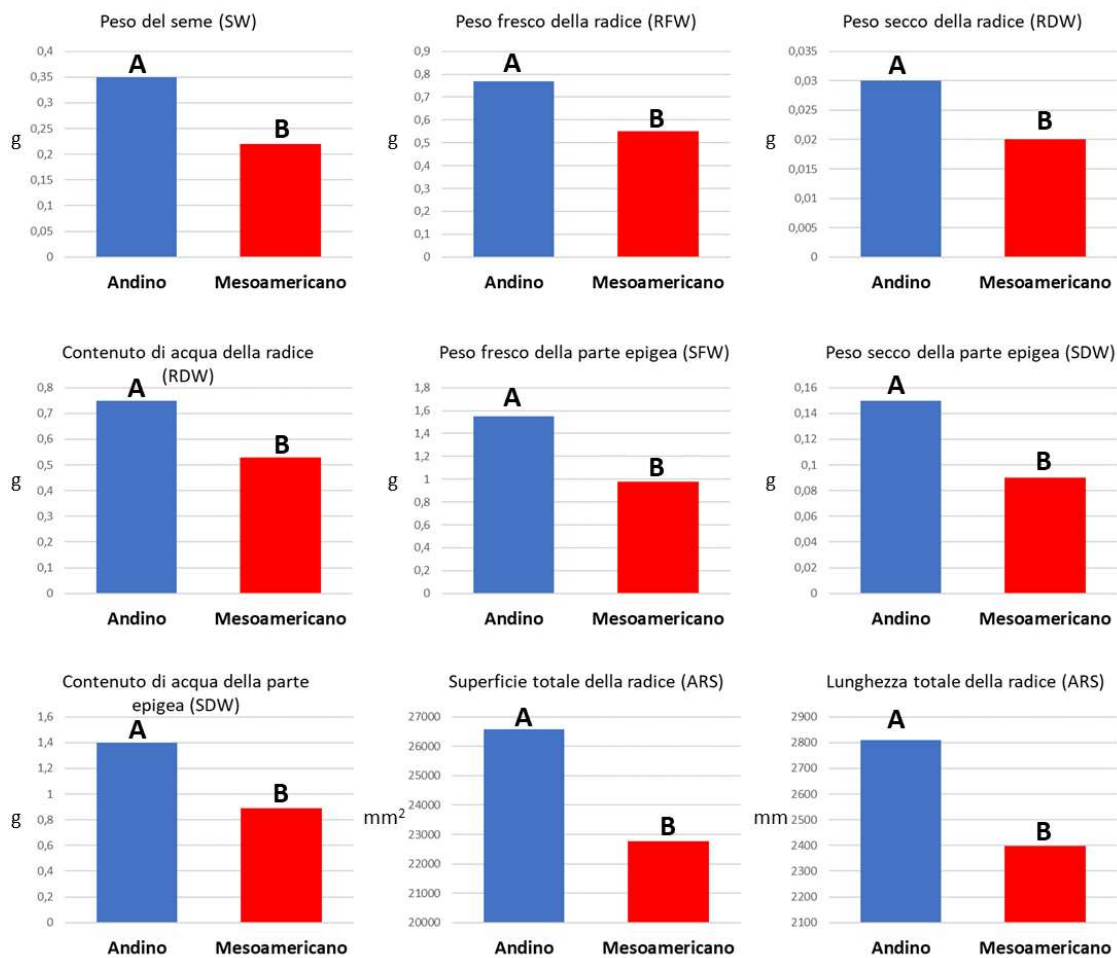 Peso del seme (SW)
0,4
0,35
0,3
0,25
0,2
0,15
0,1
0,05
0
g
A
B
Andino
Mesoamericano
Peso fresco della radice (RFW)
0,9
0,8
0,7
0,6
0,5
0,4
0,3
0,2
0,1
0
g
A
B
Andino
Mesoamericano
Peso secco della radice (RDW)
0,035
0,03
0,025
0,02
0,015
0,01
0,005
0
g
A
B
Andino
Mesoamericano
Contenuto di acqua della radice
(RDW)
0,8
0,7
0,6
0,5
0,4
0,3
0,2
0,1
0
g
A
B
Andino
Mesoamericano
Peso fresco della parte epigea (SFW)
1,8
1,6
1,4
1,2
1
0,8
0,6
0,4
0,2
0
g
A
B
Andino
Mesoamericano
Peso secco della parte epigea (SDW)
0,16
0,14
0,12
0,1
0,08
0,06
0,04
0,02
0
g
A
B
Andino
Mesoamericano
Contenuto di acqua della parte
epigea (SDW)
1,6
1,4
1,2
1
0,8
0,6
0,4
0,2
0
g
A
B
Andino
Mesoamericano
Superficie totale della radice (ARS)
27000
26000
25000
24000
23000
22000
21000
20000
mm²
A
B
Andino
Mesoamericano
Lunghezza totale della radice (ARS)
2900
2800
2700
2600
2500
2400
2300
2200
2100
mm
A
B
Andino
Mesoamericano